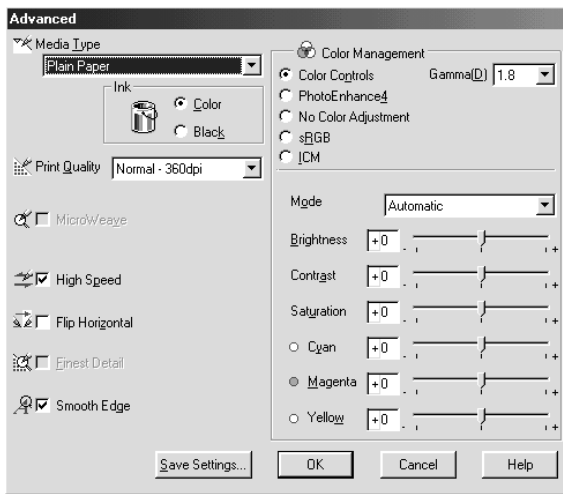 Advanced
Media Type
Plain Paper
Ink
Color
Black
Print Quality
Normal - 360dpi
MicroWeave
High Speed
Flip Horizontal
Finest Detail
Smooth Edge
Color Management
Color Controls
Gamma(D)
1.8
PhotoEnhance4
No Color Adjustment
sRGB
ICM
Mode
Automatic
Brightness +0 - +
Contrast +0 - +
Saturation +0 - +
Cyan +0 - +
Magenta +0 - +
Yellow +0 - +
Save Settings...
OK
Cancel
Help